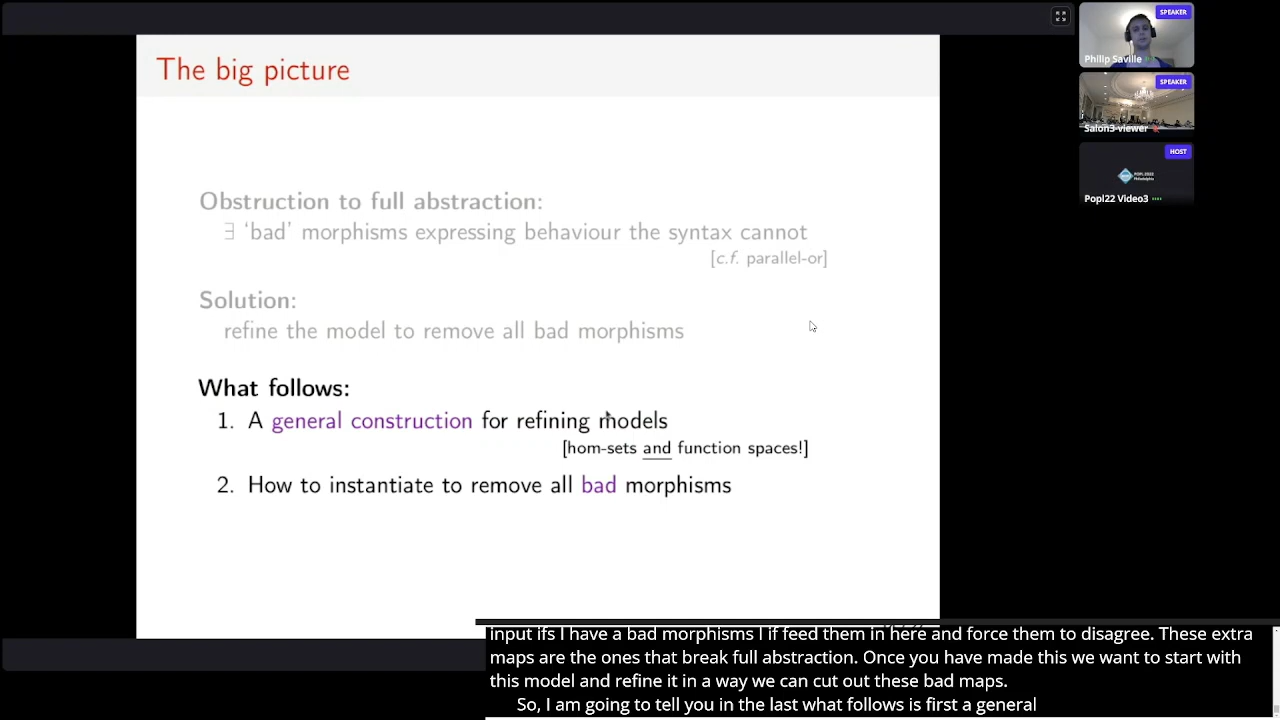 The big picture
Obstruction to full abstraction:
∃ ‘bad’ morphisms expressing behaviour the syntax cannot
[c.f. parallel-or]
Solution:
refine the model to remove all bad morphisms
What follows:
1. A general construction for refining models
[hom-sets and function spaces!]
2. How to instantiate to remove all bad morphisms
SPEAKER
Philip Saville
SPEAKER
Salon3-viewer
HOST
POPL 2022
Philadelphia
Popl22 Video3
input ifs I have a bad morphisms I if feed them in here and force them to disagree. These extra
maps are the ones that break full abstraction. Once you have made this we want to start with
this model and refine it in a way we can cut out these bad maps.
So, I am going to tell you in the last what follows is first a general